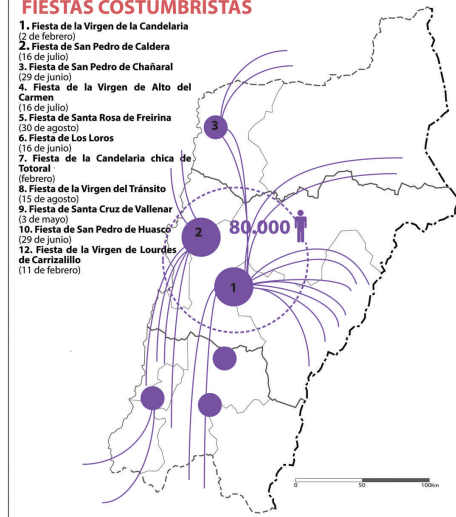 FIESTAS COSTUMBRISTAS
1. Fiesta de la Virgen de la Candelaria
(2 de febrero)
2. Fiesta de San Pedro de Caldera
(16 de julio)
3. Fiesta de San Pedro de Chañaral
(29 de junio)
4. Fiesta de la Virgen de Alto del
Carmen
(16 de julio)
5. Fiesta de Santa Rosa de Freirina
(30 de agosto)
6. Fiesta de Los Loros
(16 de junio)
7. Fiesta de la Candelaria chica de
Totoral
(febrero)
8. Fiesta de la Virgen del Tránsito
(15 de agosto)
9. Fiesta de Santa Cruz de Vallenar
(3 de mayo)
10. Fiesta de San Pedro de Huasco
(29 de junio)
12. Fiesta de la Virgen de Lourdes
de Carrizalillo
(11 de febrero)
3
2
80.000
1
0 50 100Km